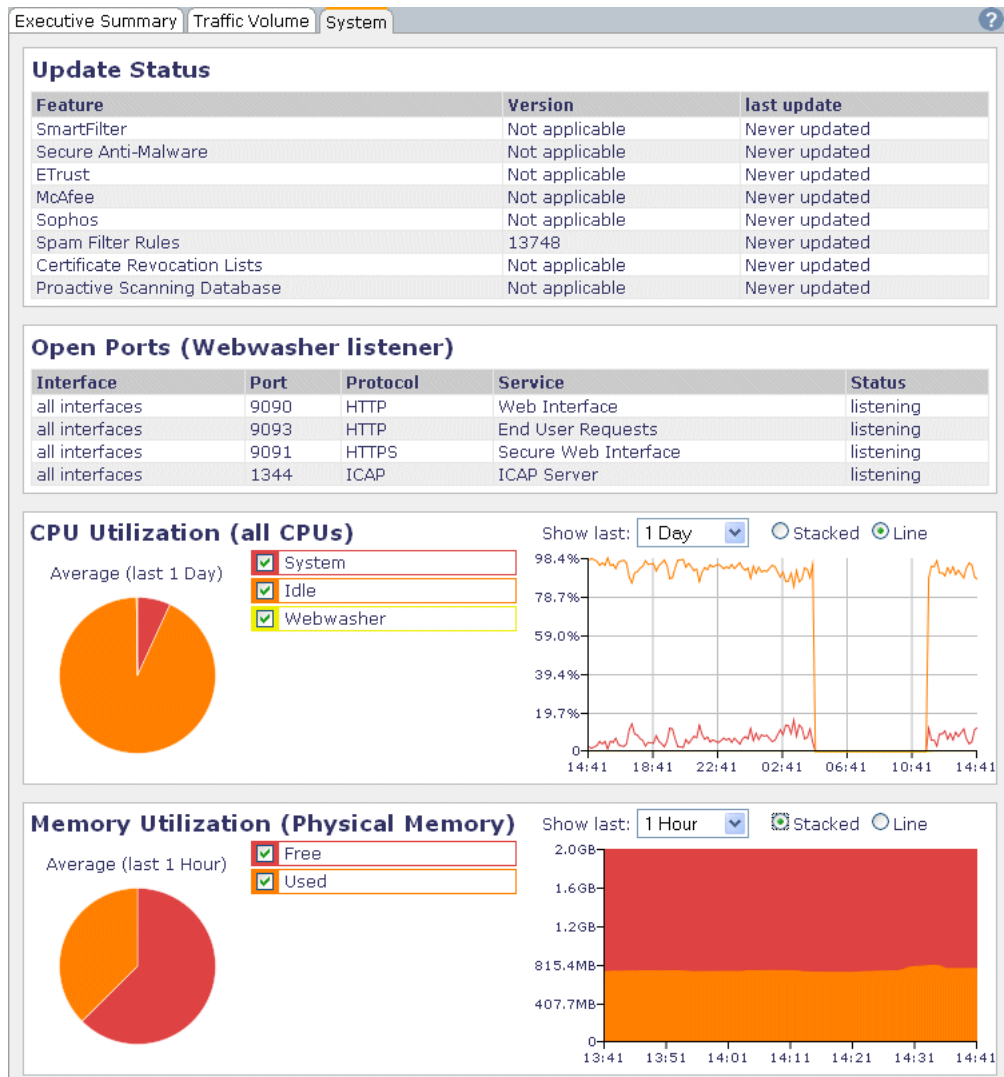 Executive Summary Traffic Volume System ?
Update Status
Feature Version last update
SmartFilter Not applicable Never updated
Secure Anti-Malware Not applicable Never updated
ETrust Not applicable Never updated
McAfee Not applicable Never updated
Sophos Not applicable Never updated
Spam Filter Rules 13748 Never updated
Certificate Revocation Lists Not applicable Never updated
Proactive Scanning Database Not applicable Never updated
Open Ports (Webwasher listener)
Interface Port Protocol Service Status
all interfaces 9090 HTTP Web Interface listening
all interfaces 9093 HTTP End User Requests listening
all interfaces 9091 HTTPS Secure Web Interface listening
all interfaces 1344 ICAP ICAP Server listening
CPU Utilization (all CPUs) Show last: 1 Day Stacked Line
Average (last 1 Day)
System
Idle
Webwasher
98.4%
78.7%
59.0%
39.4%
19.7%
0
14:41 18:41 22:41 02:41 06:41 10:41 14:41
Memory Utilization (Physical Memory) Show last: 1 Hour Stacked Line
Average (last 1 Hour)
Free
Used
2.0GB
1.6GB
1.2GB
815.4MB
407.7MB
0
13:41 13:51 14:01 14:11 14:21 14:31 14:41